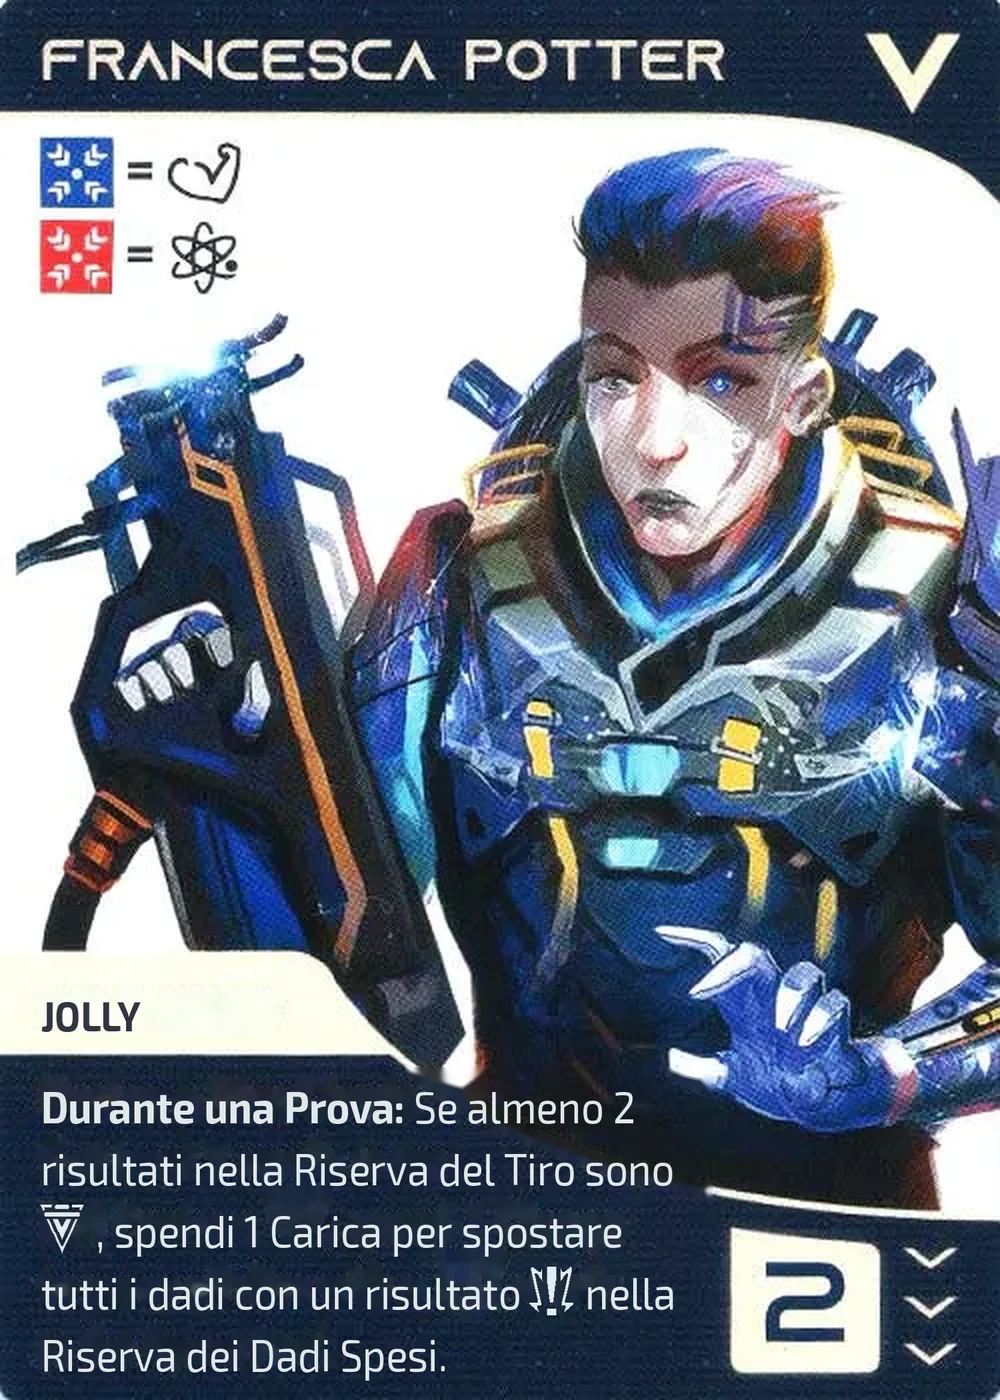 FRANCESCA POTTER
=
=
JOLLY
Durante una Prova: Se almeno 2
risultati nella Riserva del Tiro sono
, spendi 1 Carica per spostare
tutti i dadi con un risultato nella
Riserva dei Dadi Spesi.
2